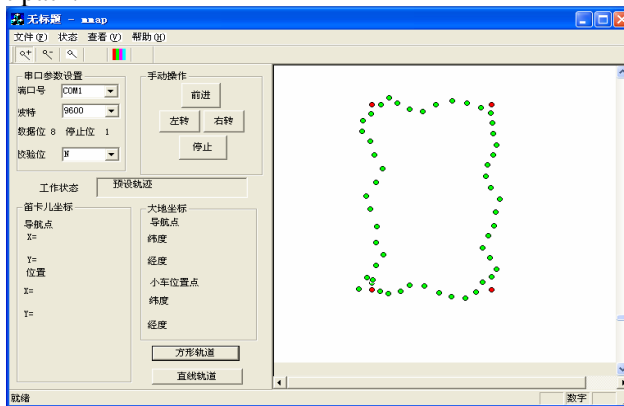 无标题 - mmap
文件(F) 状态 查看(V) 帮助(H)
串口参数设置
端口号 COM1
波特 9600
数据位 8 停止位 1
校验位 N
手动操作
前进
左转 右转
停止
工作状态 预设轨迹
笛卡儿坐标
导航点
X=
Y=
位置
X=
Y=
大地坐标
导航点
纬度
经度
小车位置点
纬度
经度
方形轨道
直线轨道
就绪
数字